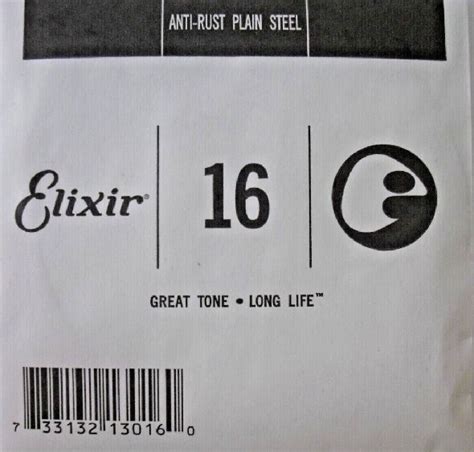 ANTI-RUST PLAIN STEEL
Elixir®
16
GREAT TONE • LONG LIFE™
7 33132 13016 0